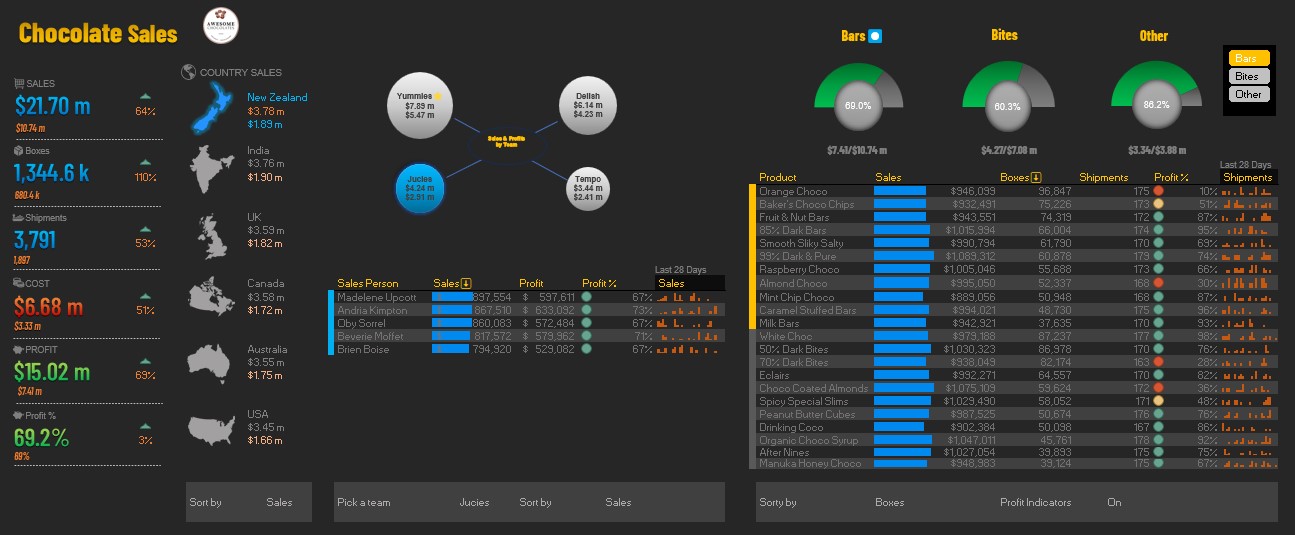 Chocolate Sales
AWESOME
CHOCOLATES
SALES
$21.70 m
64%
$10.74 m
Boxes
1,344.6 k
110%
680.4 k
Shipments
3,791
53%
1,897
COST
$6.68 m
51%
$3.33 m
PROFIT
$15.02 m
69%
$7.41 m
Profit %
69.2%
3%
69%
COUNTRY SALES
New Zealand
$3.78 m
$1.89 m
India
$3.76 m
$1.90 m
UK
$3.59 m
$1.82 m
Canada
$3.58 m
$1.72 m
Australia
$3.55 m
$1.75 m
USA
$3.45 m
$1.66 m
Sort by Sales
Yummies
$7.89 m
$5.47 m
Delish
$6.14 m
$4.23 m
Sales & Profits
by Team
Jucies
$4.24 m
$2.91 m
Tempo
$3.44 m
$2.41 m
Last 28 Days
Sales Person Sales Profit Profit % Sales
Madelene Upcott 897,554 $ 597,611 67%
Andria Kimpton 867,510 $ 633,092 73%
Oby Sorrel 860,083 $ 572,484 67%
Beverie Moffet 817,572 $ 579,962 71%
Brien Boise 794,920 $ 529,082 67%
Pick a team Jucies Sort by Sales
Bars
69.0%
$7.41/$10.74 m
Bites
60.3%
$4.27/$7.08 m
Other
86.2%
$3.34/$3.88 m
Bars
Bites
Other
Last 28 Days
Product Sales Boxes Shipments Profit % Shipments
Orange Choco $946,099 96,847 175 10%
Baker's Choco Chips $932,491 75,226 173 51%
Fruit & Nut Bars $943,551 74,319 172 87%
85% Dark Bars $1,015,994 66,004 174 95%
Smooth Sliky Salty $990,794 61,790 170 69%
99% Dark & Pure $1,089,312 60,878 179 74%
Raspberry Choco $1,005,046 55,688 173 66%
Almond Choco $995,050 52,337 168 30%
Mint Chip Choco $889,056 50,948 168 87%
Caramel Stuffed Bars $994,021 48,730 175 96%
Milk Bars $942,921 37,635 170 93%
White Choc $979,188 87,237 177 98%
50% Dark Bites $1,030,323 86,978 170 76%
70% Dark Bites $938,049 82,174 163 28%
Eclairs $992,271 64,557 170 82%
Choco Coated Almonds $1,075,109 59,624 172 36%
Spicy Special Slims $1,029,490 58,052 171 48%
Peanut Butter Cubes $987,525 50,674 176 76%
Drinking Coco $902,384 50,098 167 86%
Organic Choco Syrup $1,047,011 45,761 178 92%
After Nines $1,027,054 39,893 175 75%
Manuka Honey Choco $948,983 39,124 175 67%
Sorty by Boxes Profit Indicators On